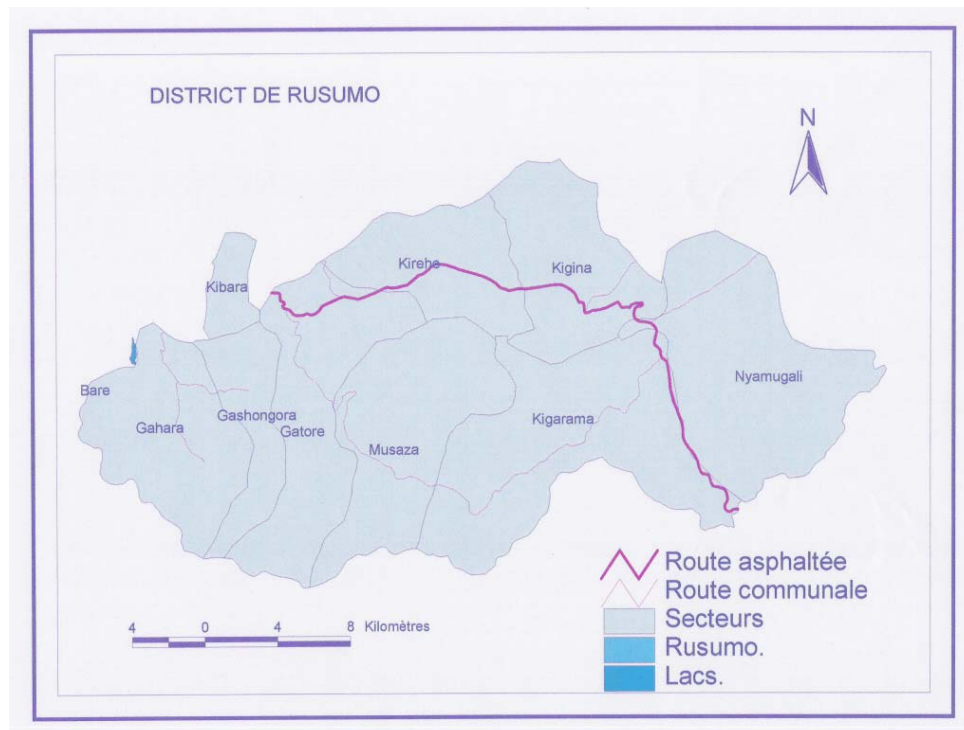 DISTRICT DE RUSUMO
N
Kirehe
Kigina
Kibara
Nyamugali
Bare
Gashongora
Kigarama
Gahara
Gatore
Musaza
Route asphaltée
Route communale
Secteurs
Rusumo.
Lacs.
4 0 4 8 Kilomètres